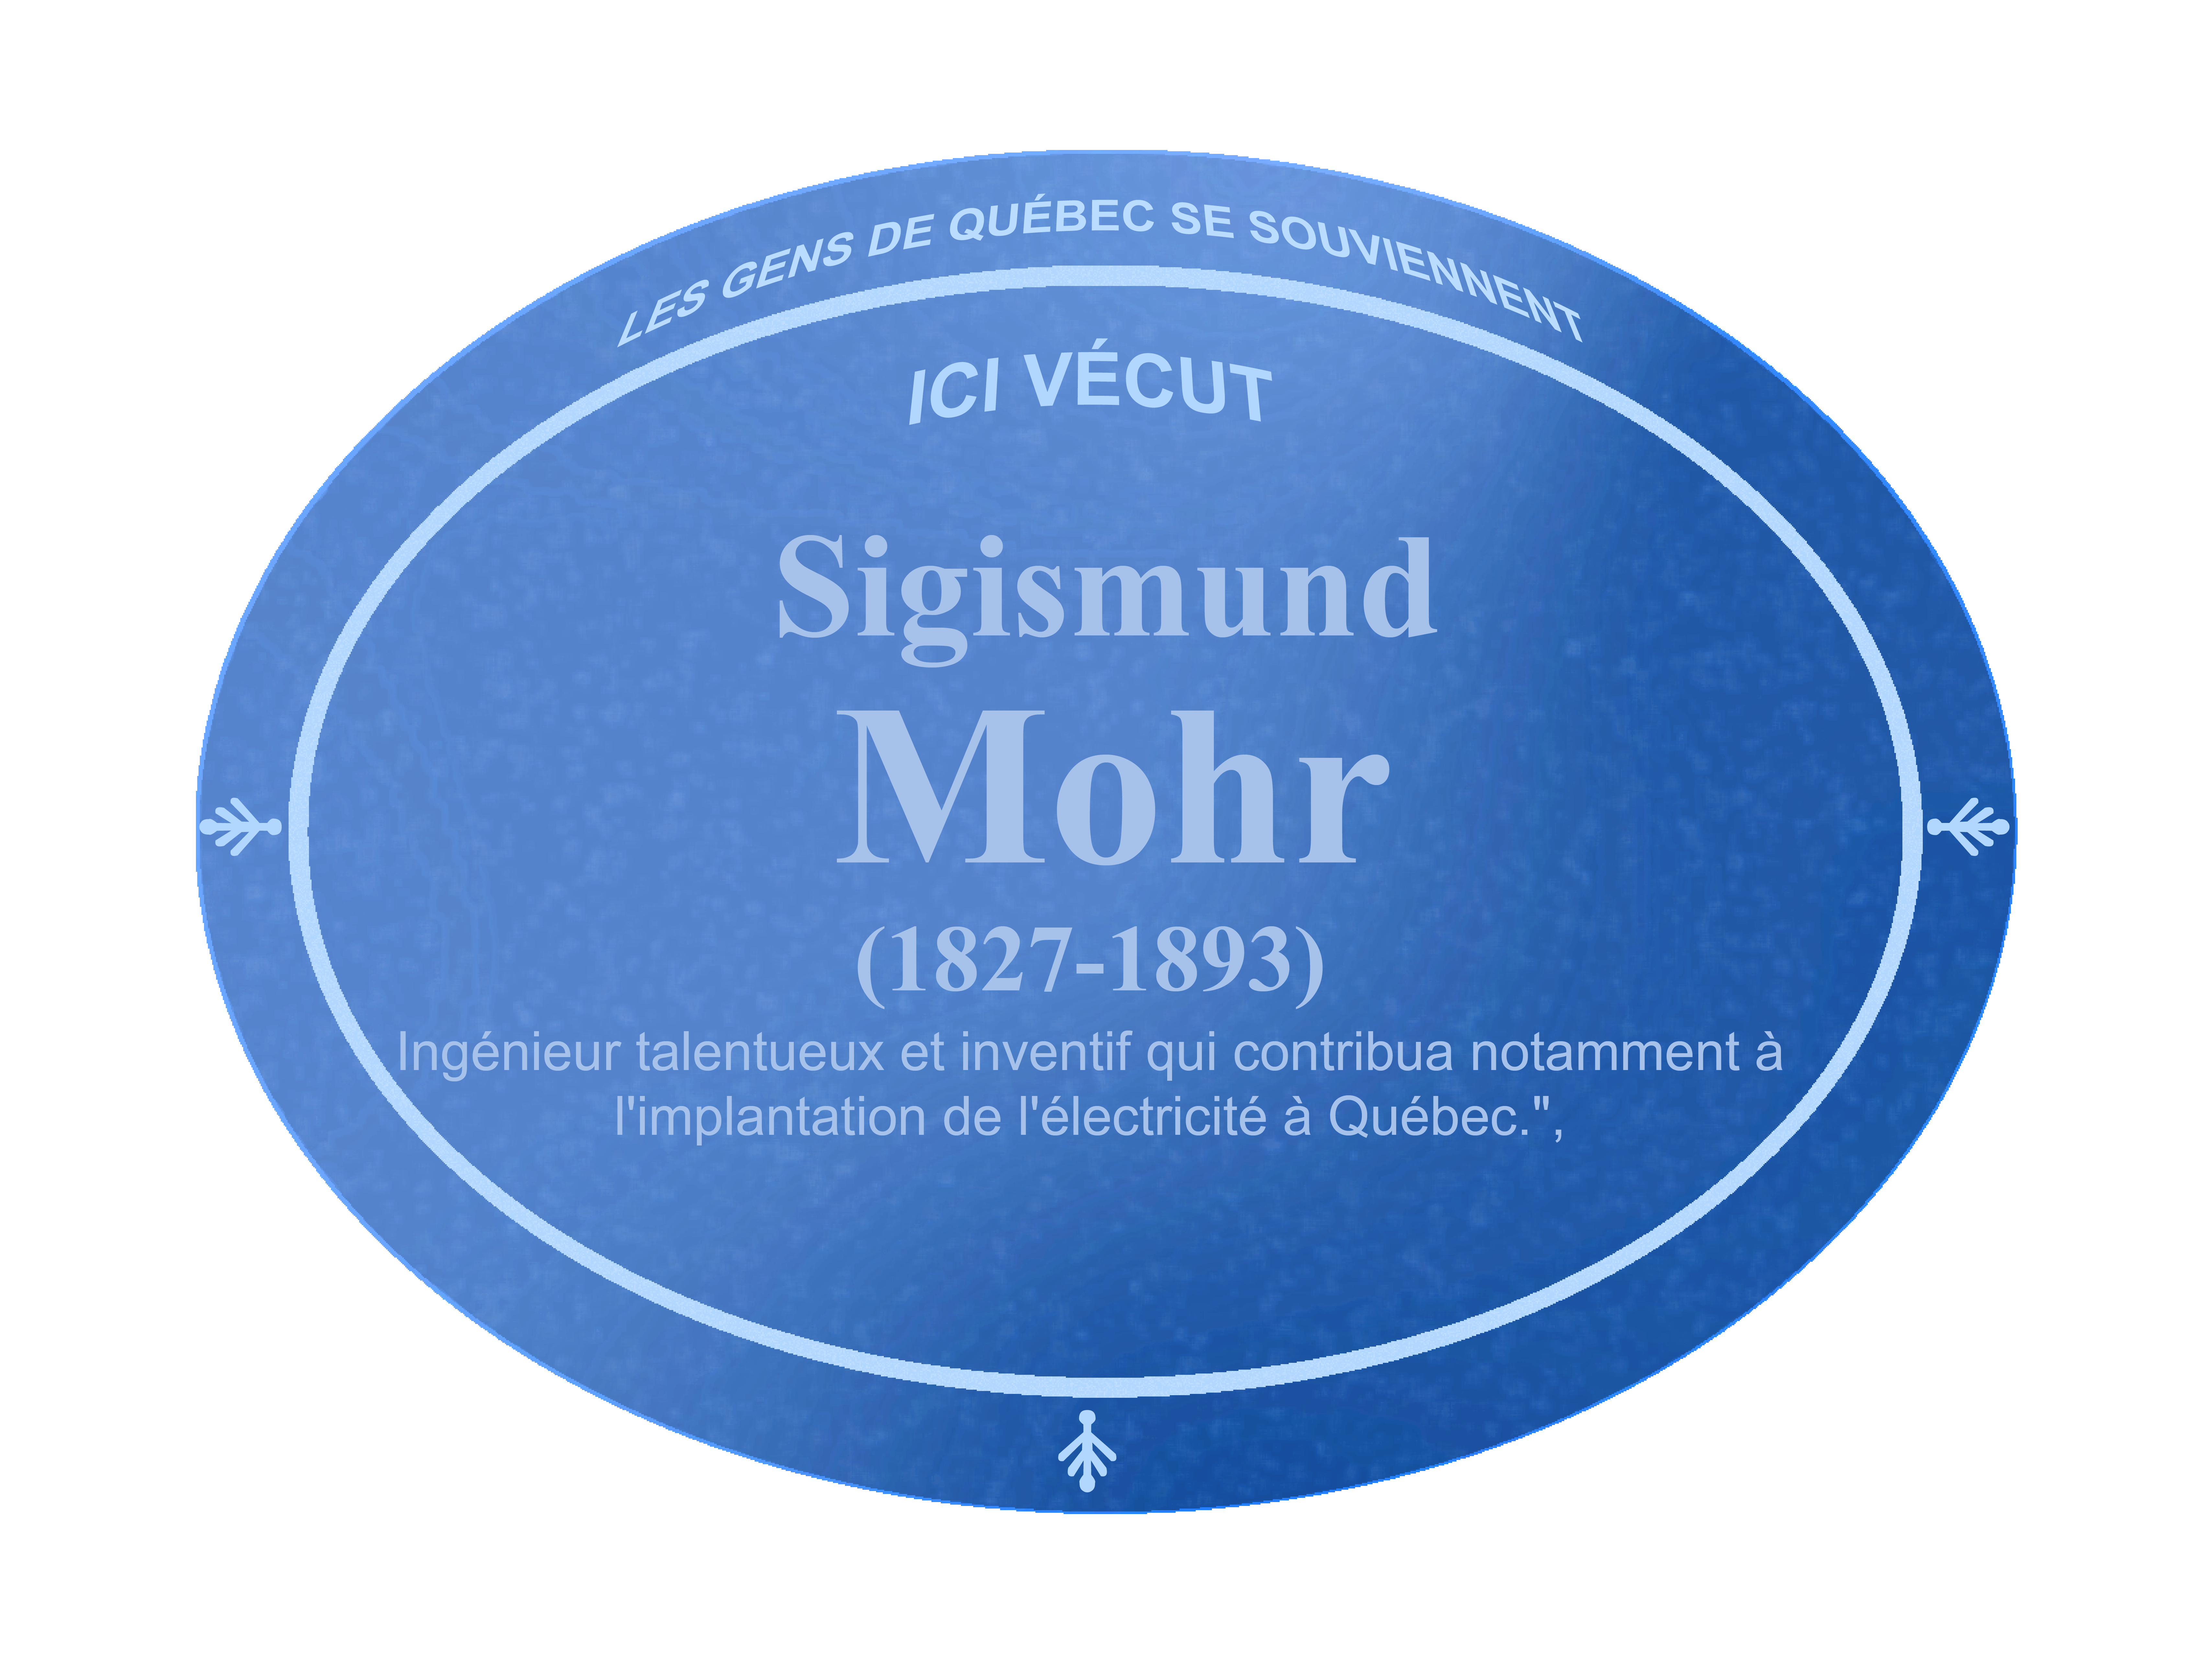 LES GENS DE QUÉBEC SE SOUVIENNENT
ICI VÉCUT
Sigismund
Mohr
(1827-1893)
Ingénieur talentueux et inventif qui contribua notamment à
l'implantation de l'électricité à Québec.",